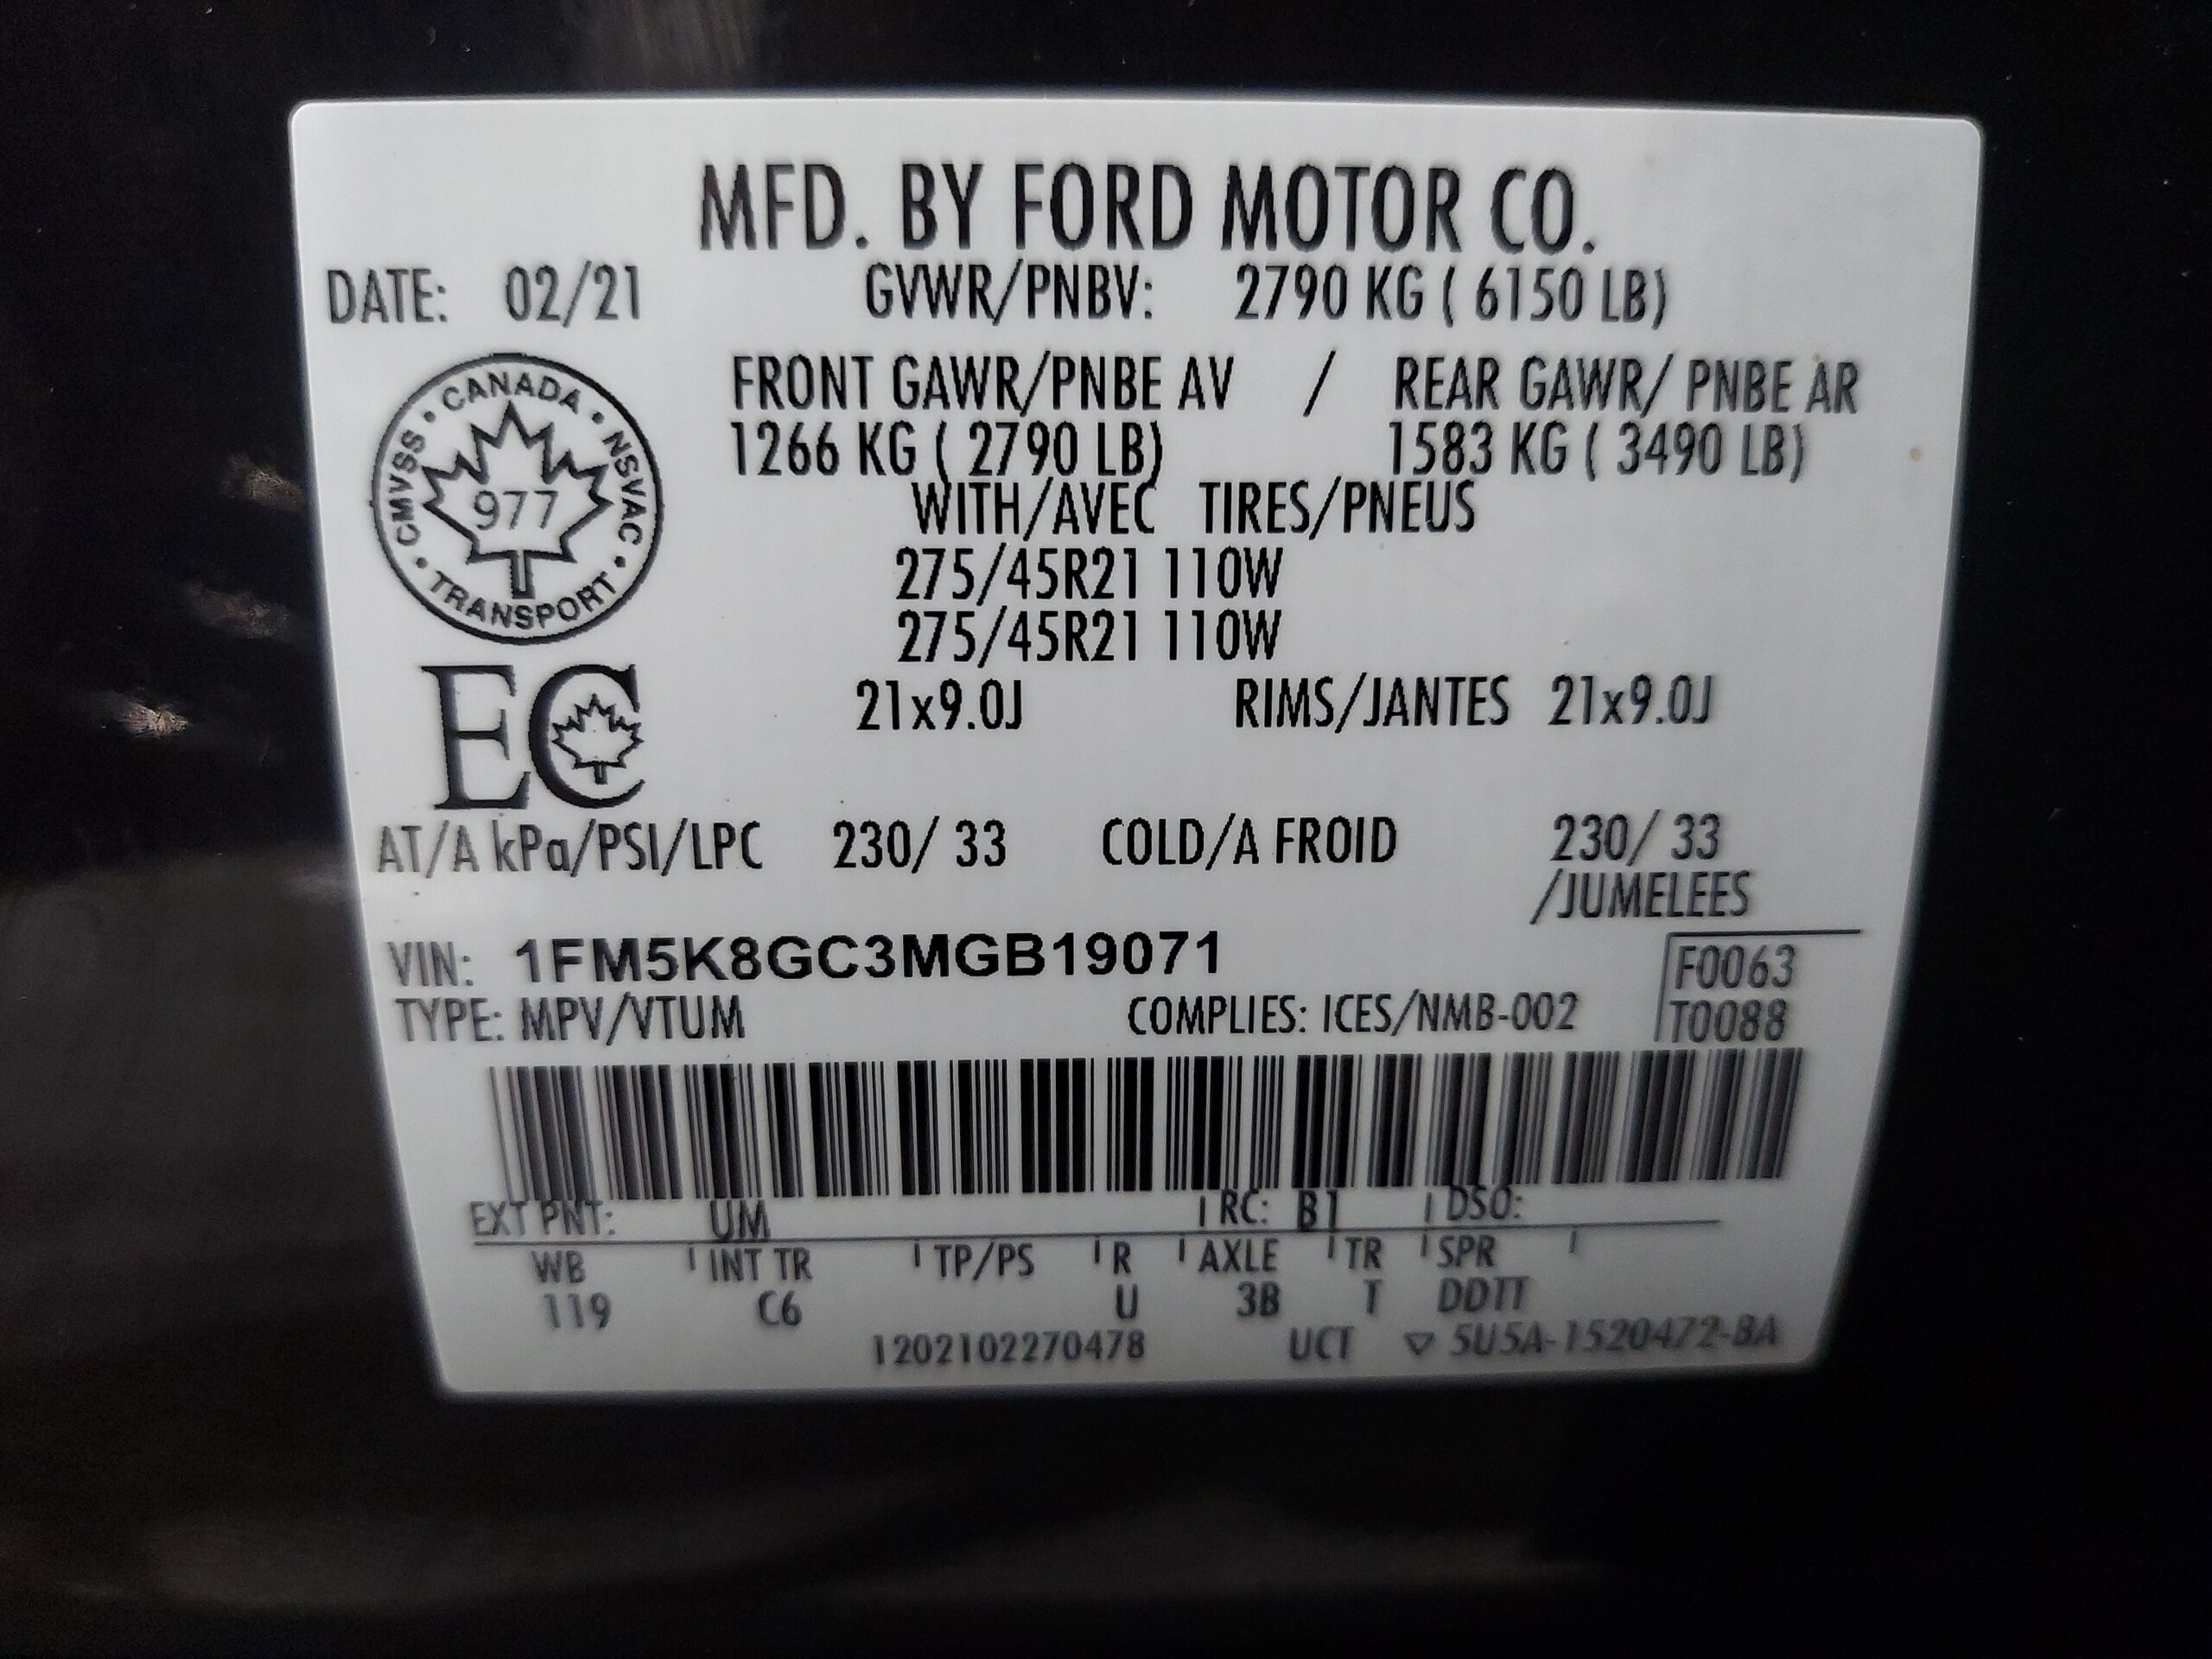 MFD. BY FORD MOTOR CO.
DATE: 02/21 GVWR/PNBV: 2790 KG ( 6150 LB)
FRONT GAWR/PNBE AV / REAR GAWR/ PNBE AR
1266 KG ( 2790 LB) 1583 KG ( 3490 LB)
WITH/AVEC TIRES/PNEUS
275/45R21 110W
275/45R21 110W
21x9.0J RIMS/JANTES 21x9.0J
CANADA • NSVAC • TRANSPORT • CMVSS •
977
EC
AT/A kPa/PSI/LPC 230/ 33 COLD/A FROID 230/ 33
/JUMELEES
VIN: 1FM5K8GC3MGB19071
F0063
TYPE: MPV/VTUM COMPLIES: ICES/NMB-002
T0088
EXT PNT: UM RC: B1 DSO:
WB INT TR TP/PS R AXLE TR SPR
119 C6 U 3B T DDTT
1202102270478 UCT ▽ 5U5A-1520472-BA